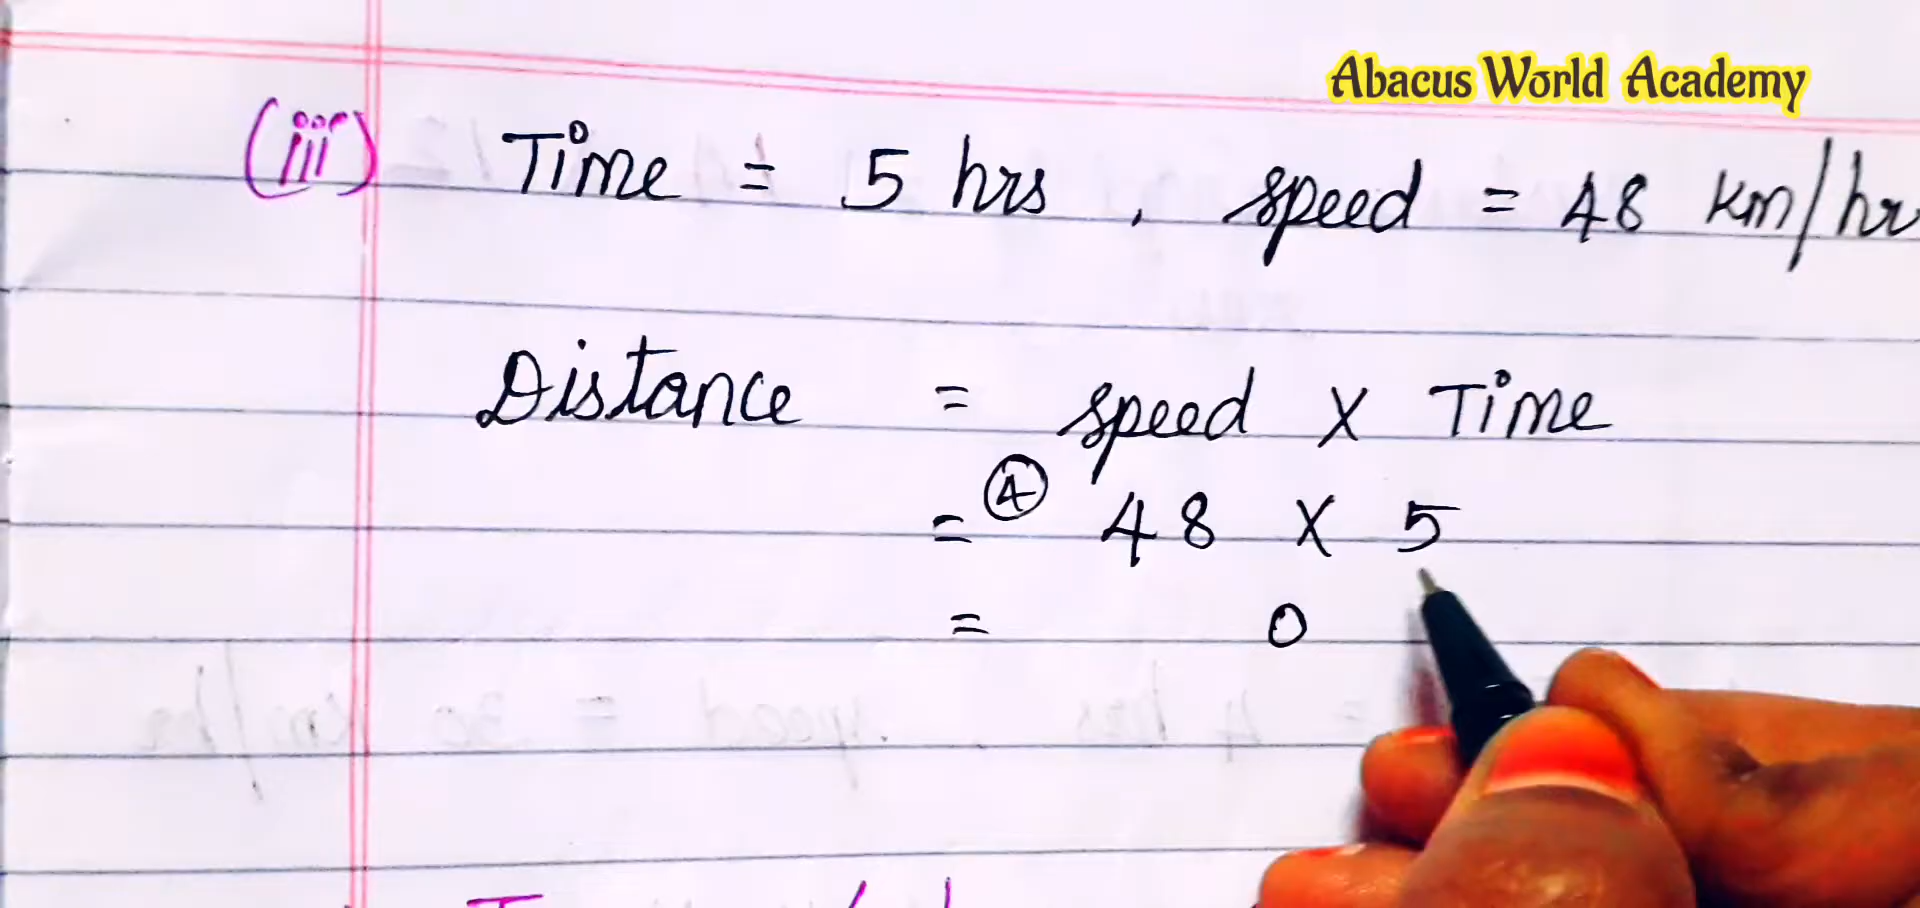 Abacus World Academy
(iii) Time = 5 hrs , speed = 48 km/hr
Distance = speed X Time
= ④ 48 X 5
= 0